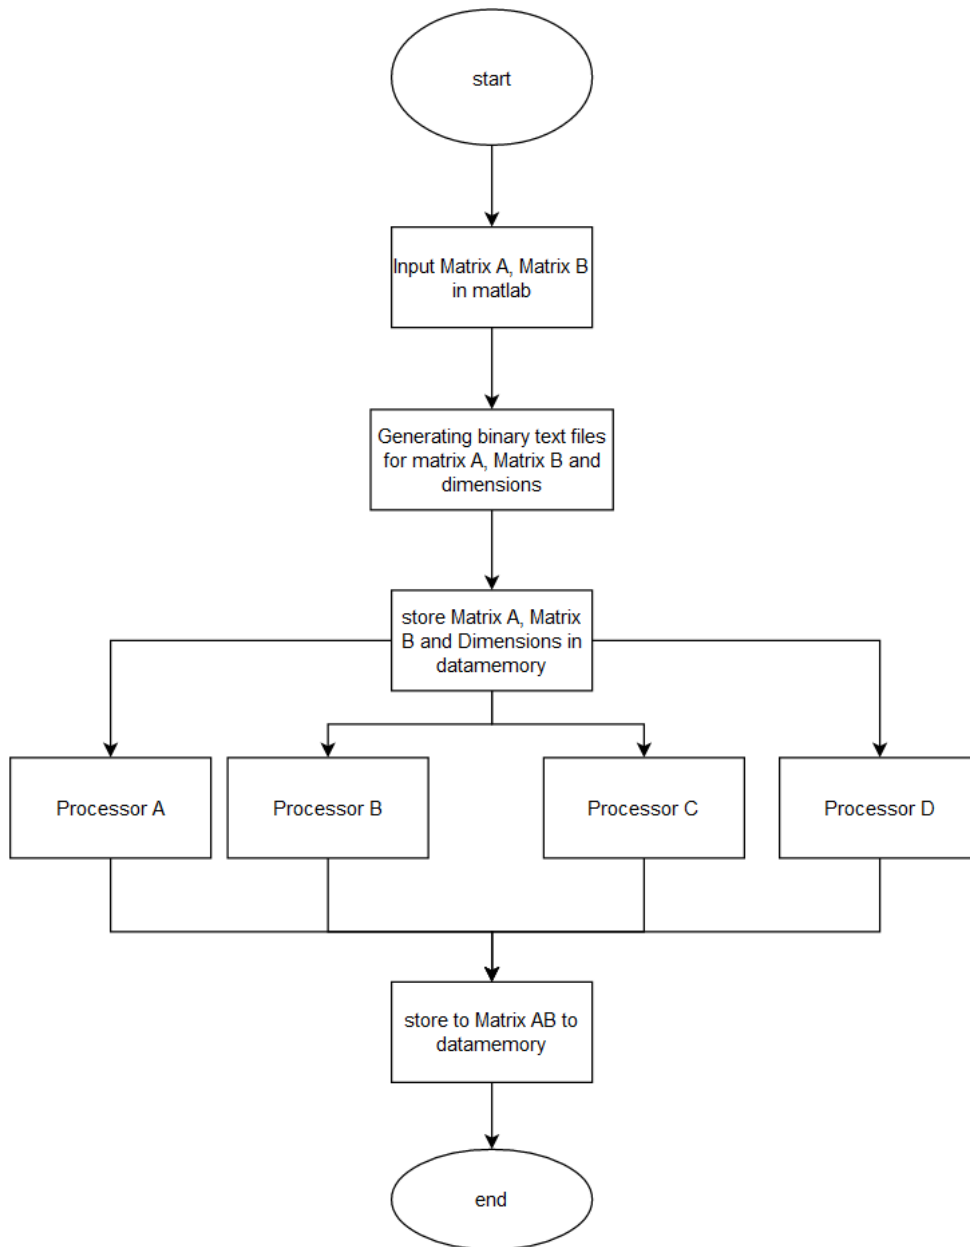 start
Input Matrix A, Matrix B
in matlab
Generating binary text files
for matrix A, Matrix B and
dimensions
store Matrix A, Matrix
B and Dimensions in
datamemory
Processor A
Processor B
Processor C
Processor D
store to Matrix AB to
datamemory
end